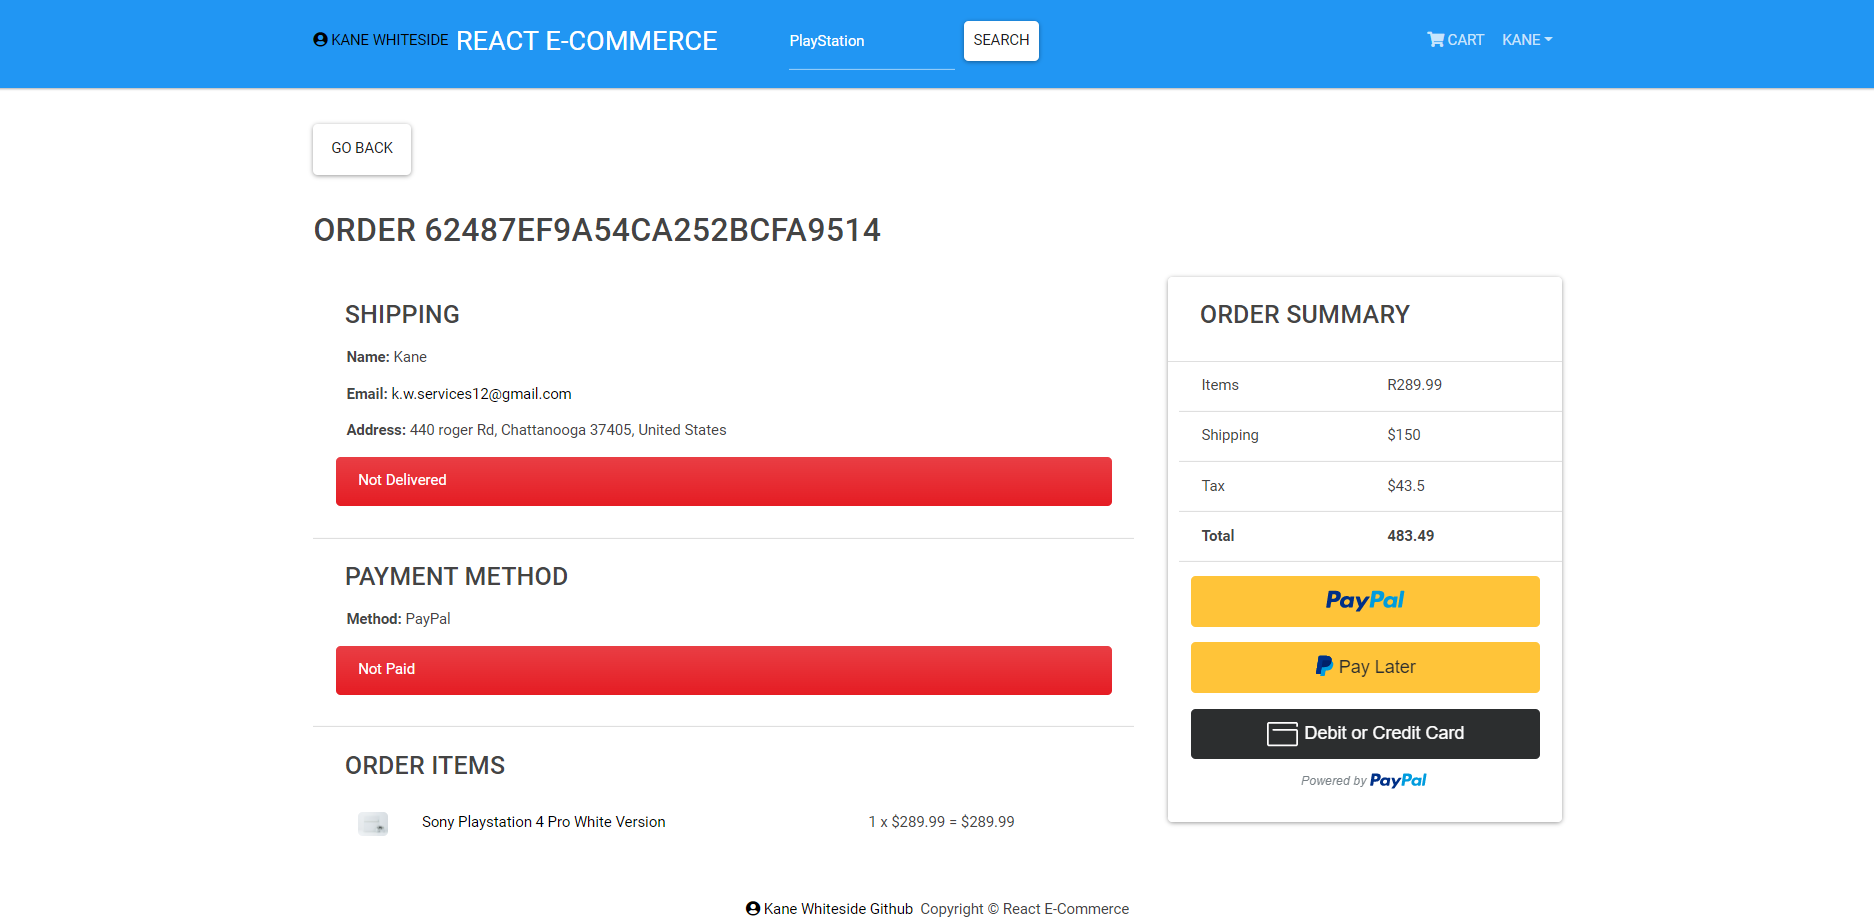 KANE WHITESIDE REACT E-COMMERCE PlayStation SEARCH CART KANE
GO BACK
ORDER 62487EF9A54CA252BCFA9514
SHIPPING
Name: Kane
Email: k.w.services12@gmail.com
Address: 440 roger Rd, Chattanooga 37405, United States
Not Delivered
PAYMENT METHOD
Method: PayPal
Not Paid
ORDER ITEMS
Sony Playstation 4 Pro White Version 1 x $289.99 = $289.99
ORDER SUMMARY
Items R289.99
Shipping $150
Tax $43.5
Total 483.49
PayPal
Pay Later
Debit or Credit Card
Powered by PayPal
Kane Whiteside Github Copyright © React E-Commerce